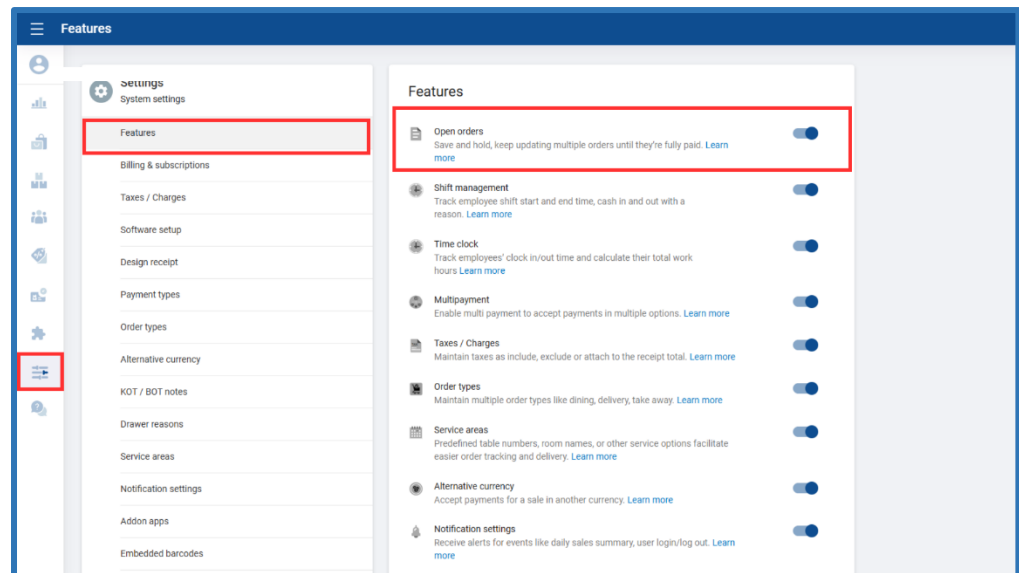 Features
Settings
System settings
Features
Billing & subscriptions
Taxes / Charges
Software setup
Design receipt
Payment types
Order types
Alternative currency
KOT / BOT notes
Drawer reasons
Service areas
Notification settings
Addon apps
Embedded barcodes
Features
Open orders
Save and hold, keep updating multiple orders until they're fully paid. Learn
more
Shift management
Track employee shift start and end time, cash in and out with a
reason. Learn more
Time clock
Track employees' clock in/out time and calculate their total work
hours Learn more
Multipayment
Enable multi payment to accept payments in multiple options. Learn more
Taxes / Charges
Maintain taxes as include, exclude or attach to the receipt total. Learn more
Order types
Maintain multiple order types like dining, delivery, take away. Learn more
Service areas
Predefined table numbers, room names, or other service options facilitate
easier order tracking and delivery. Learn more
Alternative currency
Accept payments for a sale in another currency. Learn more
Notification settings
Receive alerts for events like daily sales summary, user login/log out. Learn
more